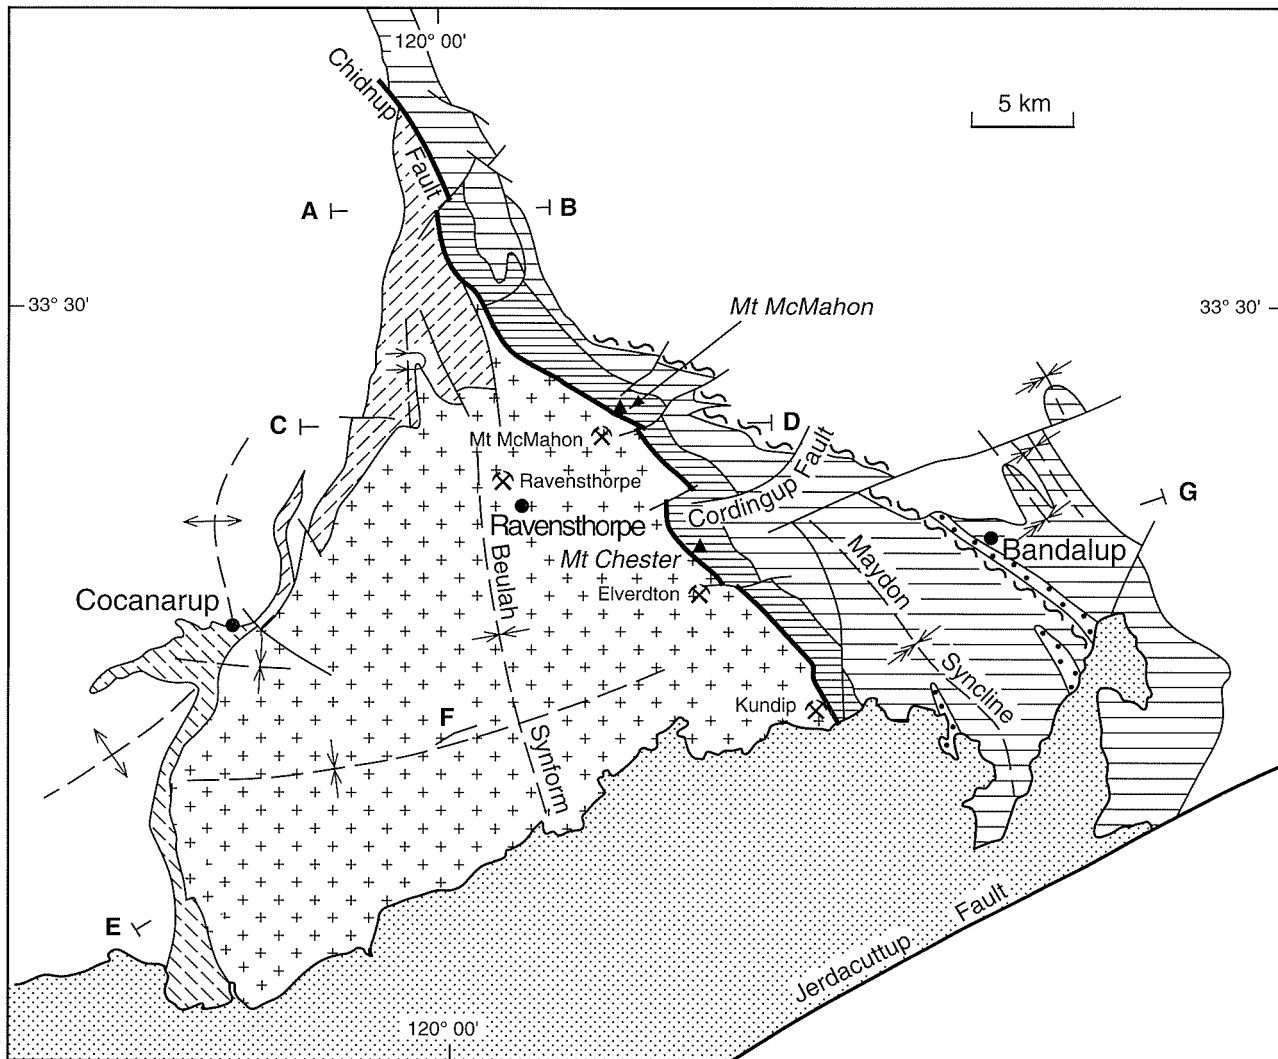 120° 00'
Chidnup
Fault
5 km
A
B
33° 30'
33° 30'
Mt McMahon
C
D
Mt McMahon
Ravensthorpe
Ravensthorpe
Cordingup Fault
G
Bandalup
Mt Chester
Elverdton
Beulah
Synform
Maydon
Syncline
Cocanarup
Kundip
F
E
Jerdacuttup Fault
120° 00'